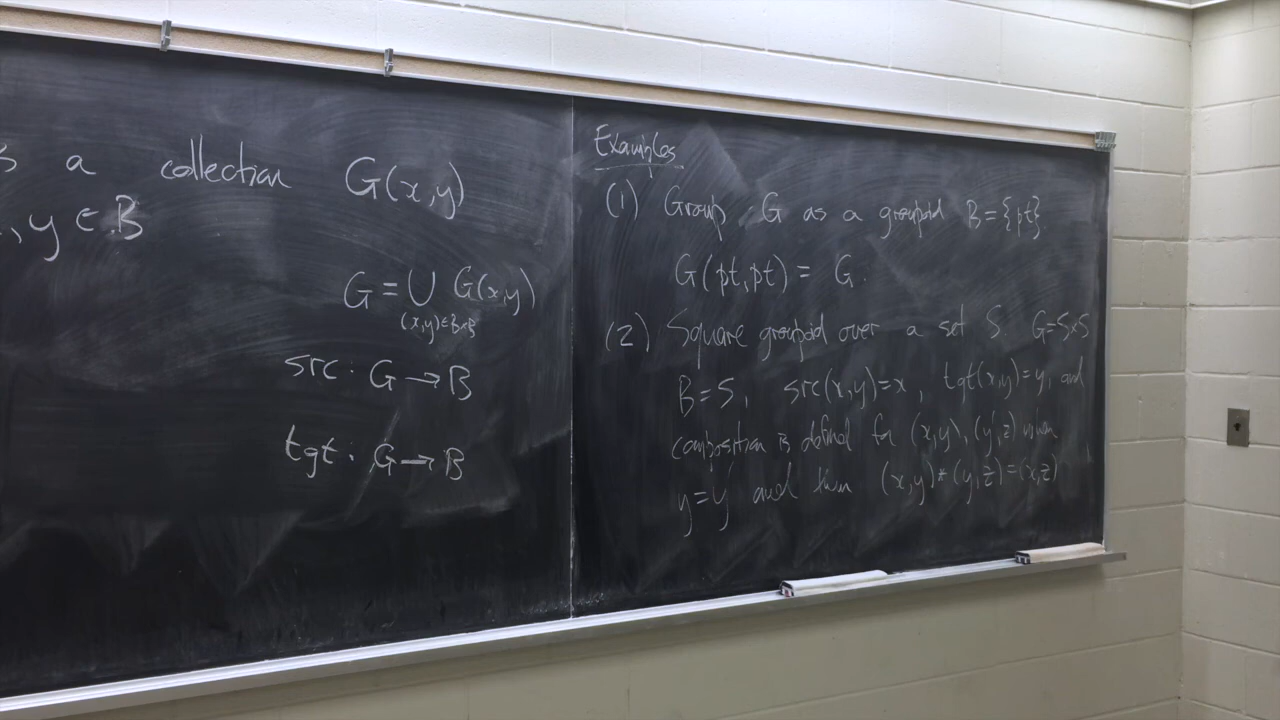 s a collection G(x,y)
,y ∈ B
G = ∪ G(x,y)
(x,y)∈B×B
src : G → B
tgt : G → B
Examples
(1) Group G as a groupoid B={pt}
G(pt,pt) = G.
(2) Square groupoid over a set S. G=S×S
B=S, src(x,y)=x, tgt(x,y)=y, and
composition is defined for (x,y), (y',z) when
y=y' and then (x,y)*(y,z)=(x,z)